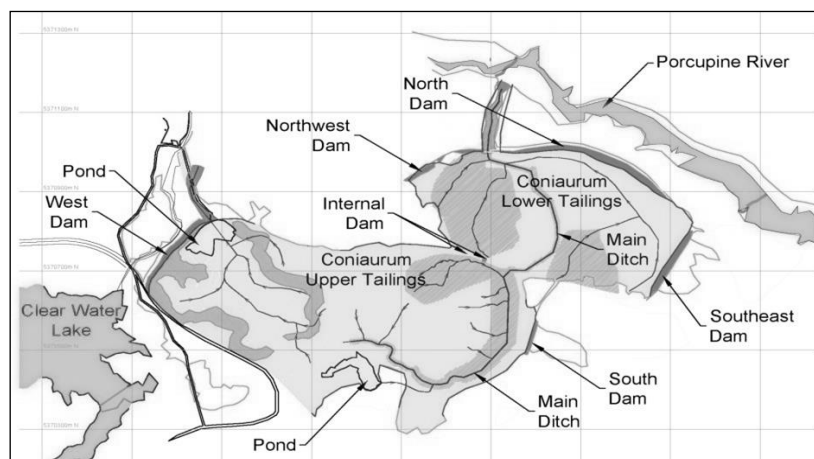 Porcupine River
North
Dam
Northwest
Dam
Pond
West
Dam
Coniaurum
Lower Tailings
Internal
Dam
Main
Ditch
Coniaurum
Upper Tailings
Clear Water
Lake
Southeast
Dam
South
Dam
Main
Ditch
Pond